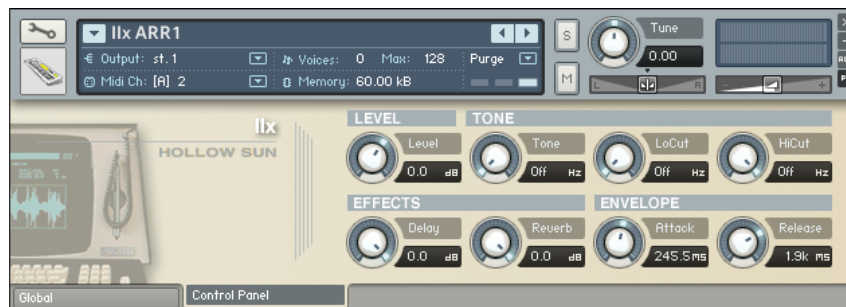 IIx ARR1
S
Tune
Output: st. 1
Voices: 0 Max: 128
Purge
0.00
Midi Ch: [A] 2
Memory: 60.00 kB
M
L
R
- +
IIx
HOLLOW SUN
LEVEL
TONE
Level
Tone
LoCut
HiCut
0.0 dB
Off Hz
Off Hz
Off Hz
EFFECTS
ENVELOPE
Delay
Reverb
Attack
Release
0.0 dB
0.0 dB
245.5 ms
1.9k ms
Global
Control Panel